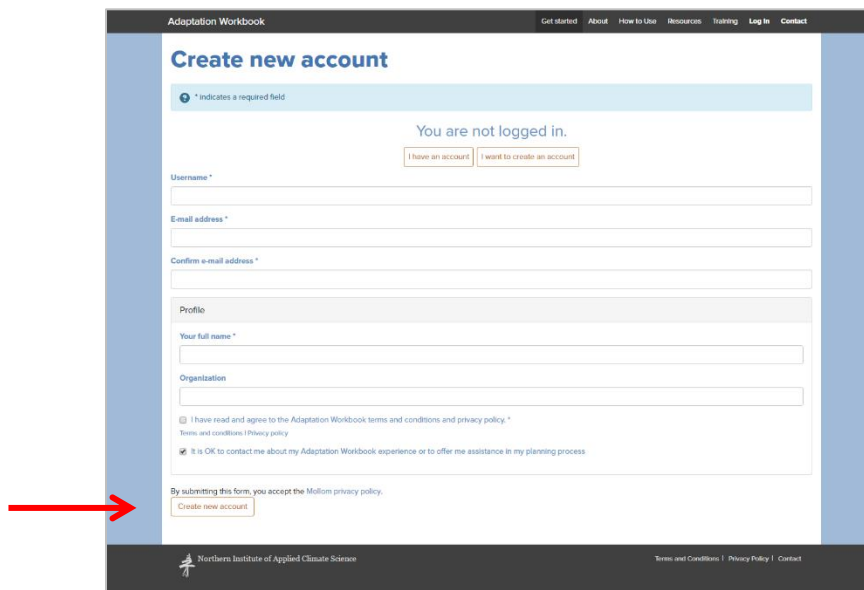 Adaptation Workbook Get started About How to Use Resources Training Log In Contact
Create new account
* indicates a required field
You are not logged in.
I have an account I want to create an account
Username *
E-mail address *
Confirm e-mail address *
Profile
Your full name *
Organization
I have read and agree to the Adaptation Workbook terms and conditions and privacy policy. *
Terms and conditions | Privacy policy
It is OK to contact me about my Adaptation Workbook experience or to offer me assistance in my planning process
By submitting this form, you accept the Mollom privacy policy.
Create new account
Northern Institute of Applied Climate Science Terms and Conditions | Privacy Policy | Contact